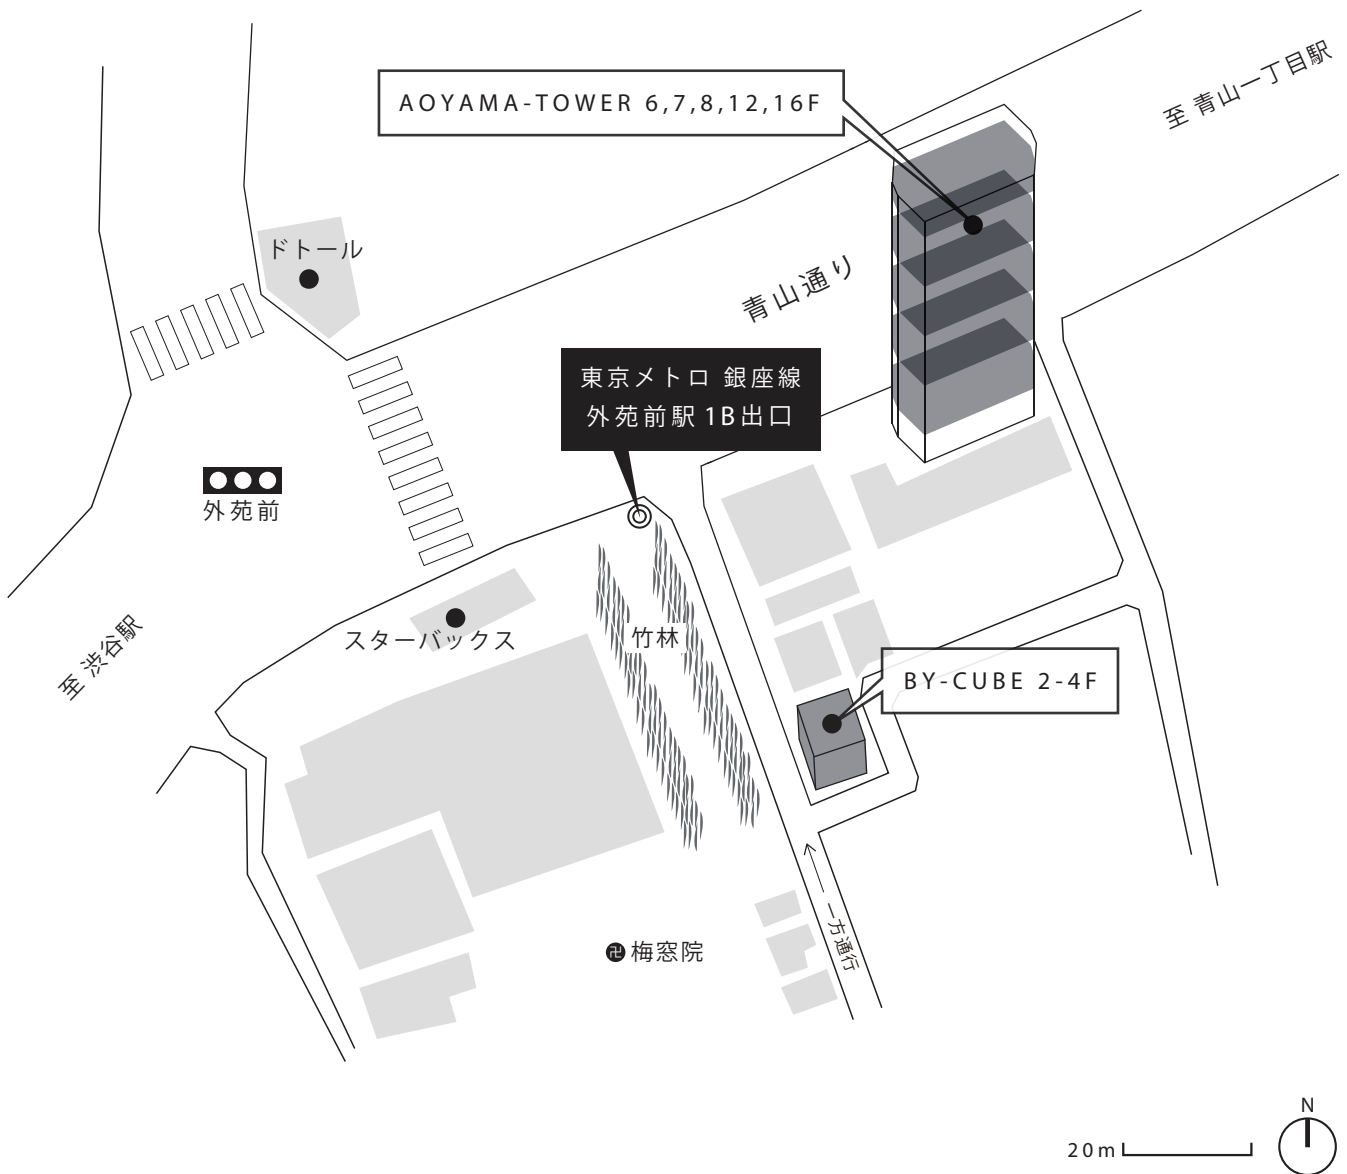 AOYAMA-TOWER 6,7,8,12,16F
至 青山一丁目駅
ドトール
青山通り
東京メトロ 銀座線
外苑前駅 1B出口
外苑前
至 渋谷駅
スターバックス
竹林
BY-CUBE 2-4F
一方通行
卍 梅窓院
N
20m